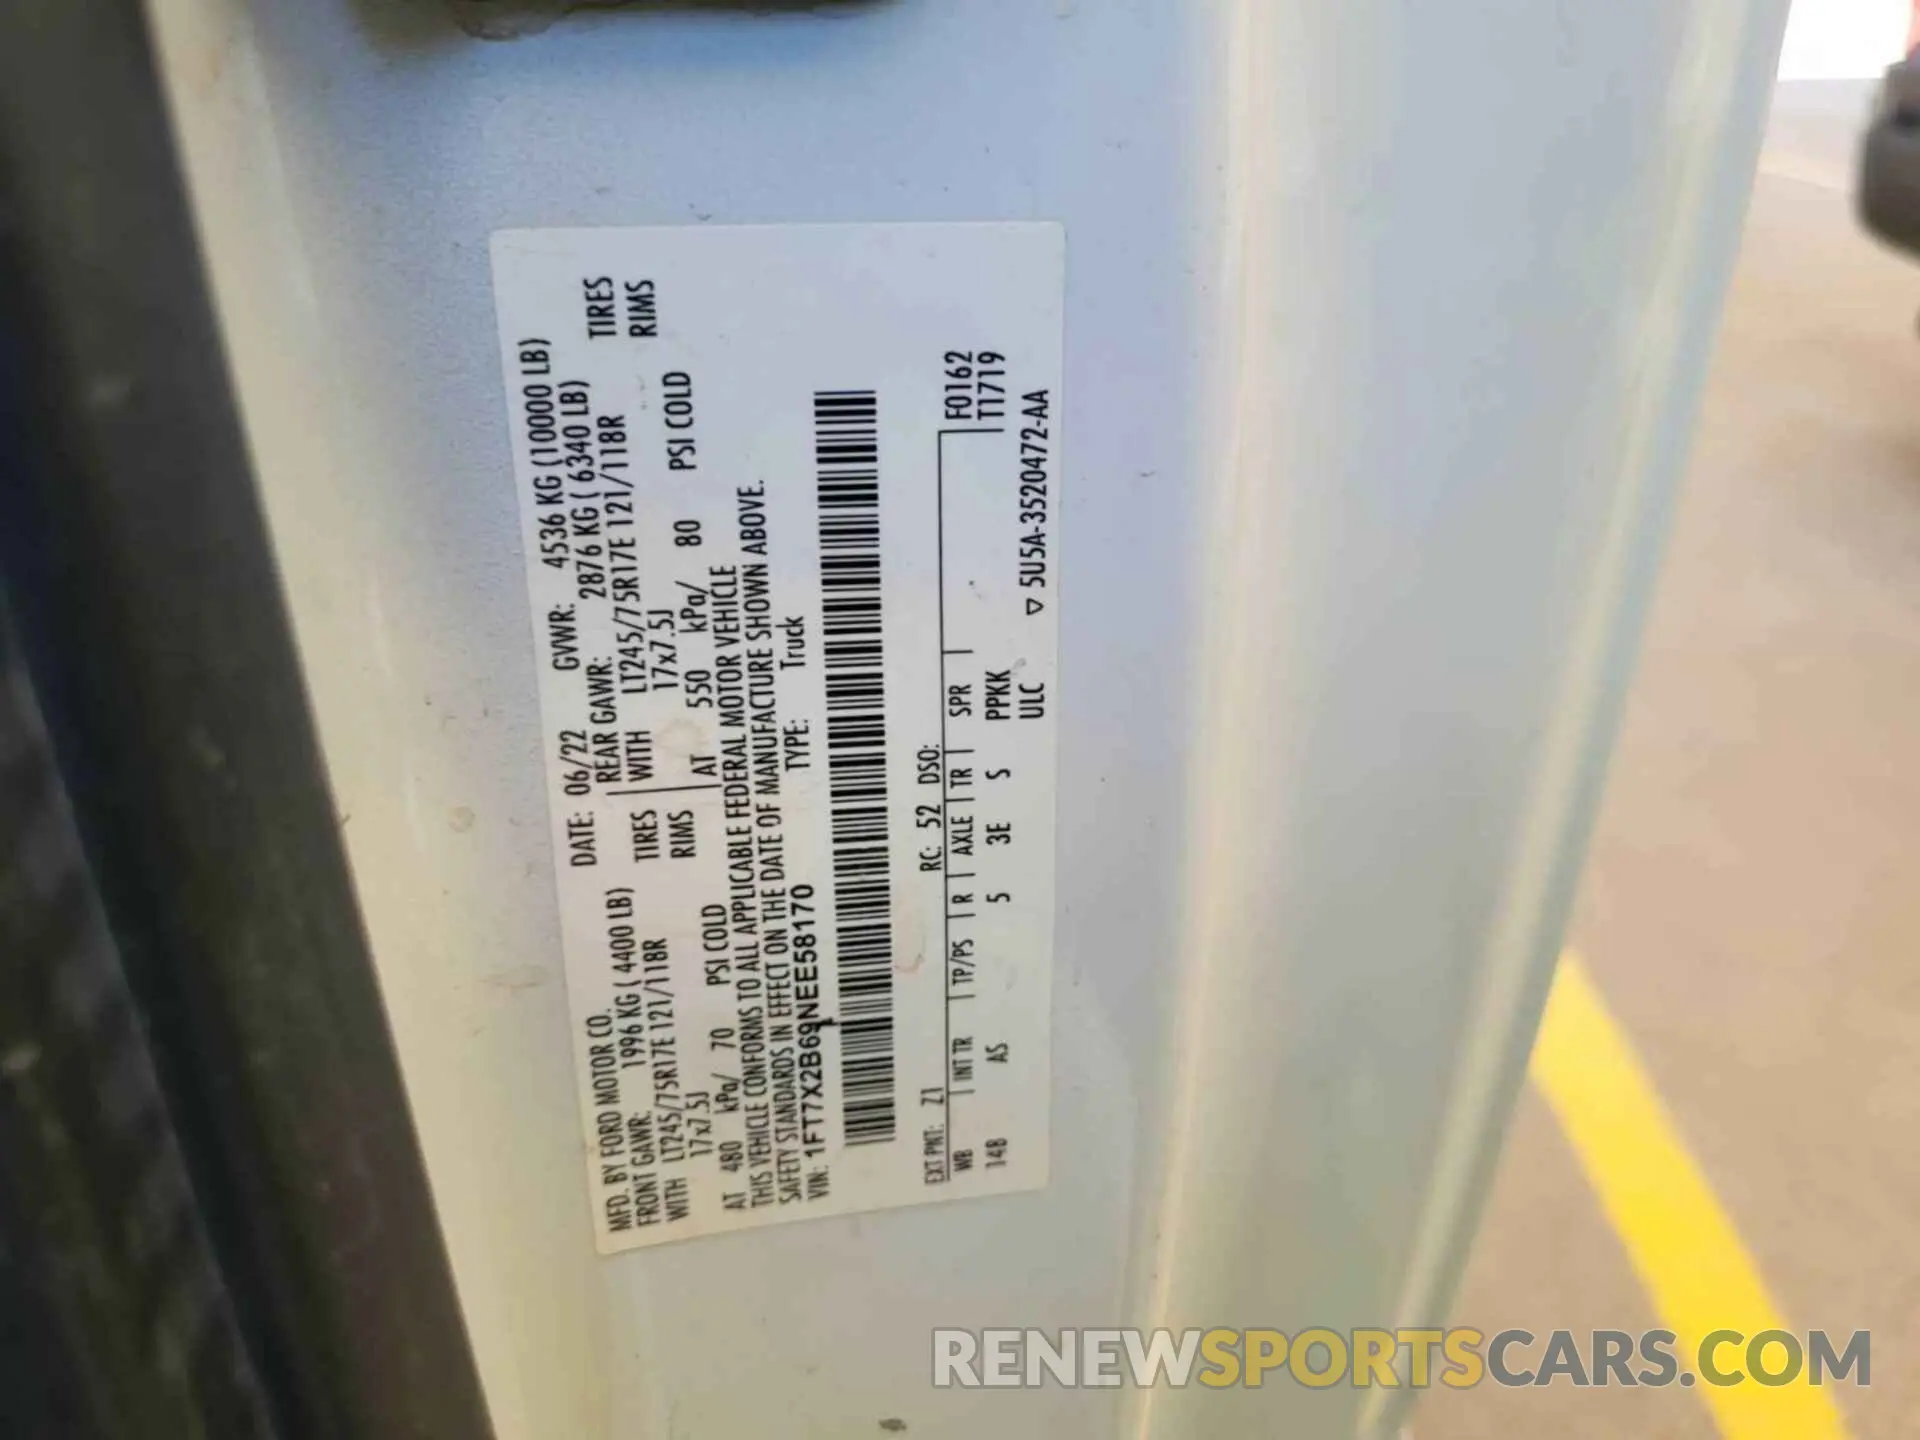 MFD. BY FORD MOTOR CO.
DATE: 06/22 GVWR: 4536 KG (10000 LB)
FRONT GAWR: 1996 KG ( 4400 LB) REAR GAWR: 2876 KG ( 6340 LB)
WITH LT245/75R17E 121/118R TIRES WITH LT245/75R17E 121/118R TIRES
17x7.5J RIMS 17x7.5J RIMS
AT 480 kPa/ 70 PSI COLD AT 550 kPa/ 80 PSI COLD
THIS VEHICLE CONFORMS TO ALL APPLICABLE FEDERAL MOTOR VEHICLE
SAFETY STANDARDS IN EFFECT ON THE DATE OF MANUFACTURE SHOWN ABOVE.
VIN: 1FT7X2B69NEE58170 TYPE: Truck
EXT PNT: Z1 RC: 52 DSO:
WB INT TR TP/PS R AXLE TR SPR F0162
148 AS 5 3E S PPKK T1719
ULC ▽ 5U5A-3520472-AA
RENEWSPORTSCARS.COM